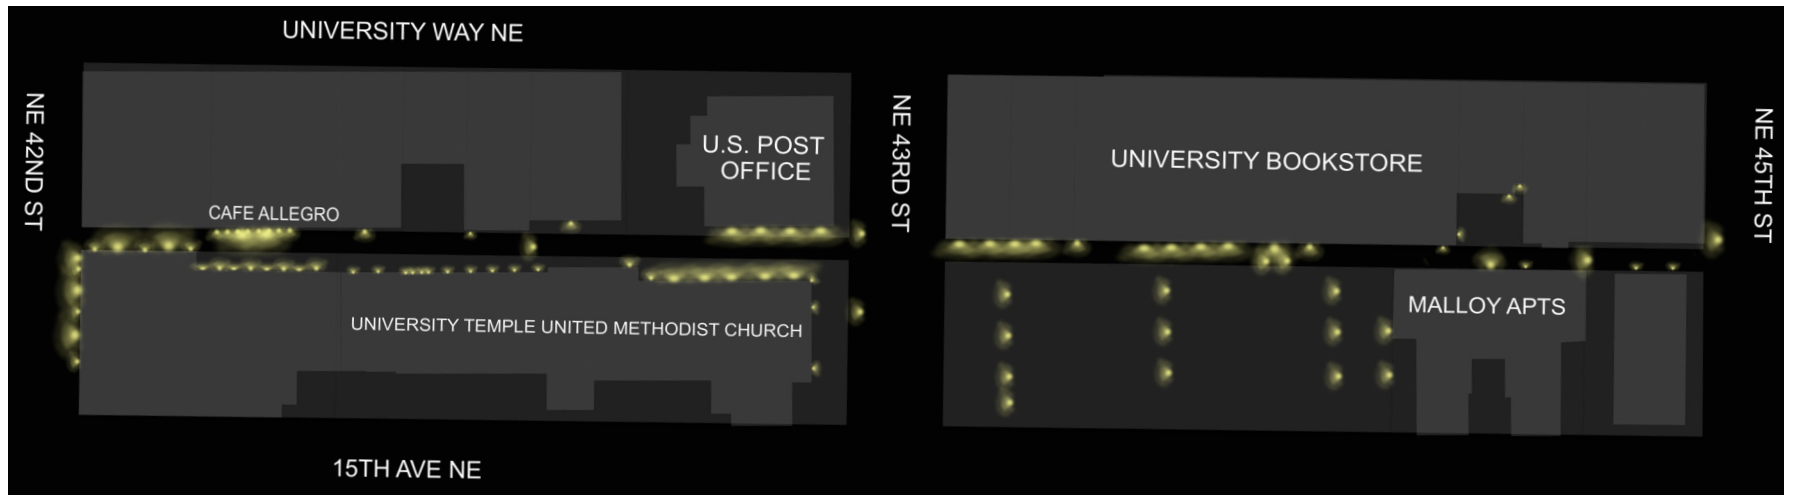 UNIVERSITY WAY NE
NE 42ND ST
CAFE ALLEGRO
U.S. POST
OFFICE
NE 43RD ST
UNIVERSITY BOOKSTORE
NE 45TH ST
UNIVERSITY TEMPLE UNITED METHODIST CHURCH
MALLOY APTS
15TH AVE NE